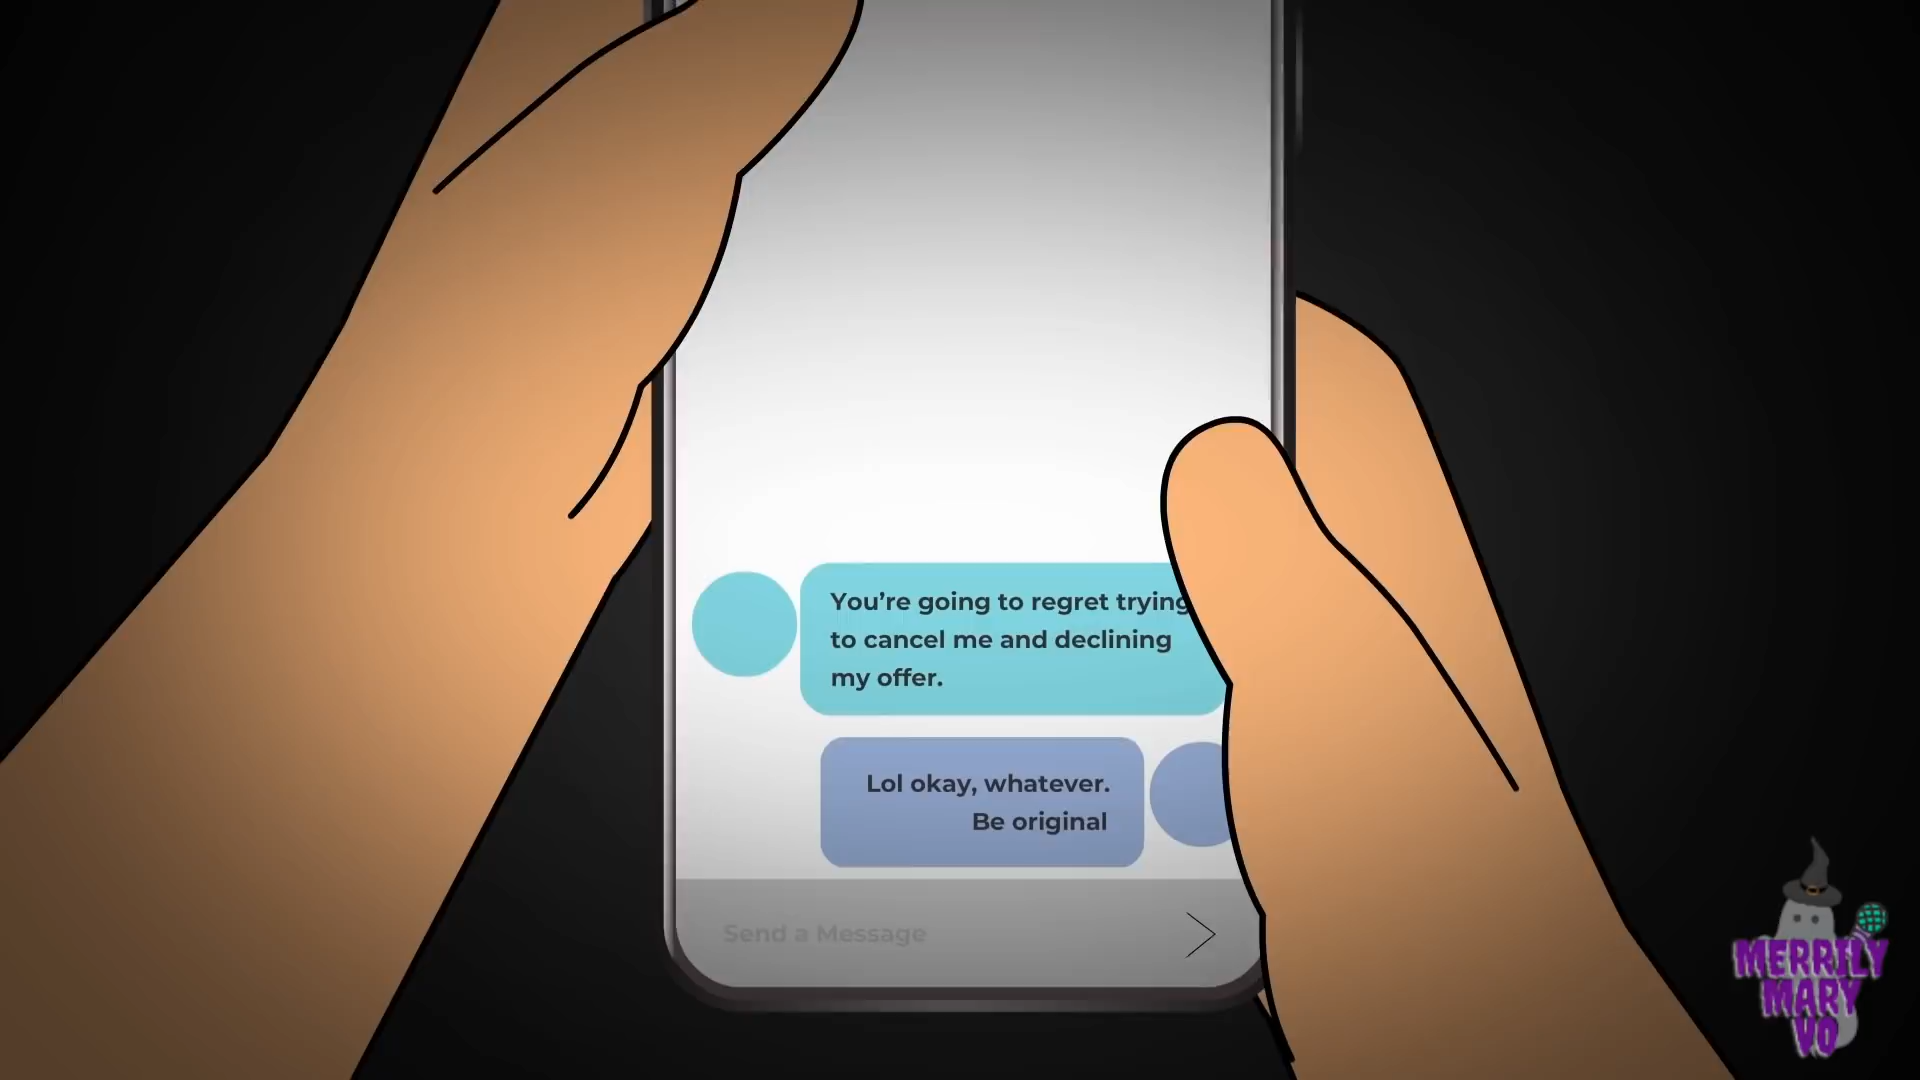 You’re going to regret trying
to cancel me and declining
my offer.
Lol okay, whatever.
Be original
Send a Message
MERRILY
MARY
VO